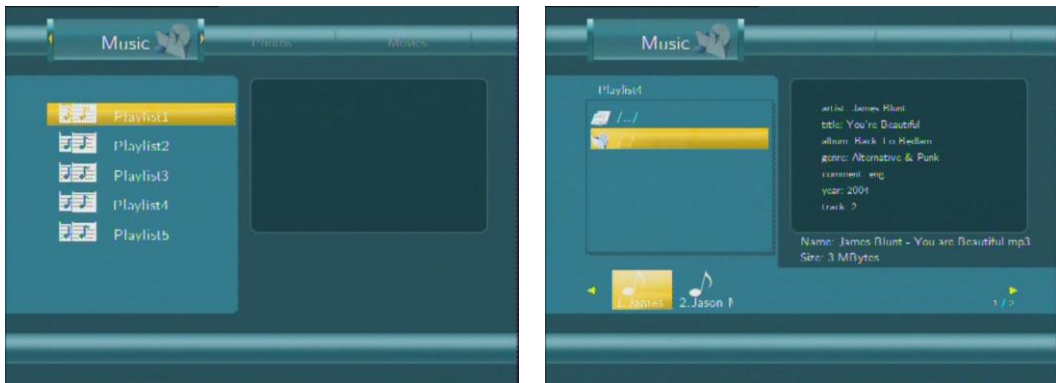 Music
Photos
Movies
Playlist1
Playlist2
Playlist3
Playlist4
Playlist5
Music
Playlist4
/../
artist: James Blunt
title: You're Beautiful
album: Back To Bedlam
genre: Alternative & Punk
comment: eng
year: 2004
track: 2
Name: James Blunt - You are Beautiful mp3
Size: 3 MBytes
1.James
2.Jason M
1/2